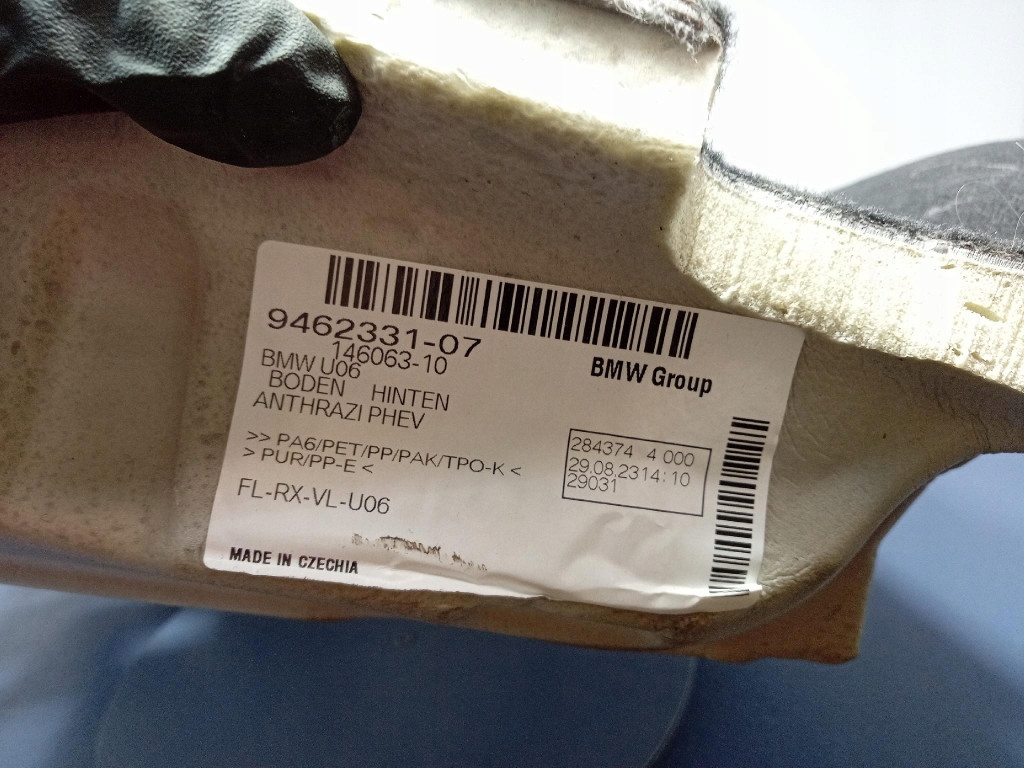 9462331-07
146063-10
BMW U06
BODEN HINTEN
ANTHRAZI PHEV
>> PA6/PET/PP/PAK/TPO-K <
> PUR/PP-E <
FL-RX-VL-U06
MADE IN CZECHIA
BMW Group
284374 4 000
29.08.2314:10
29031